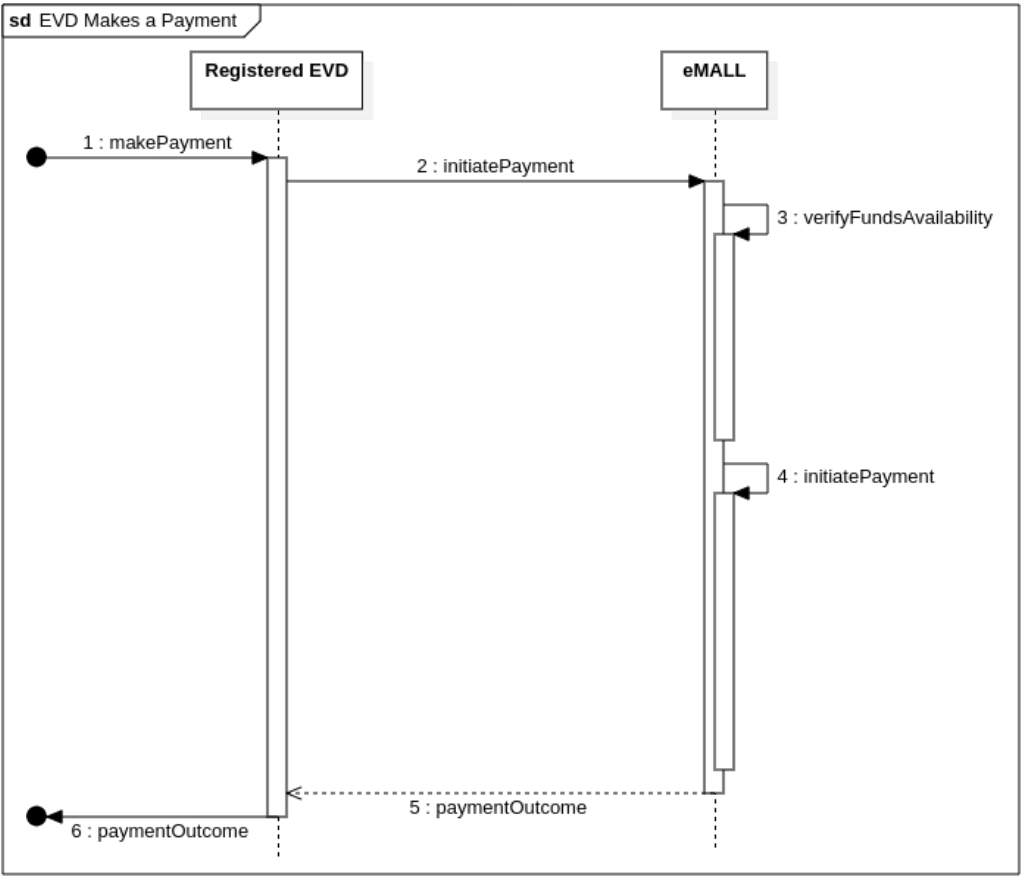 sd EVD Makes a Payment
Registered EVD
eMALL
1 : makePayment
2 : initiatePayment
3 : verifyFundsAvailability
4 : initiatePayment
5 : paymentOutcome
6 : paymentOutcome